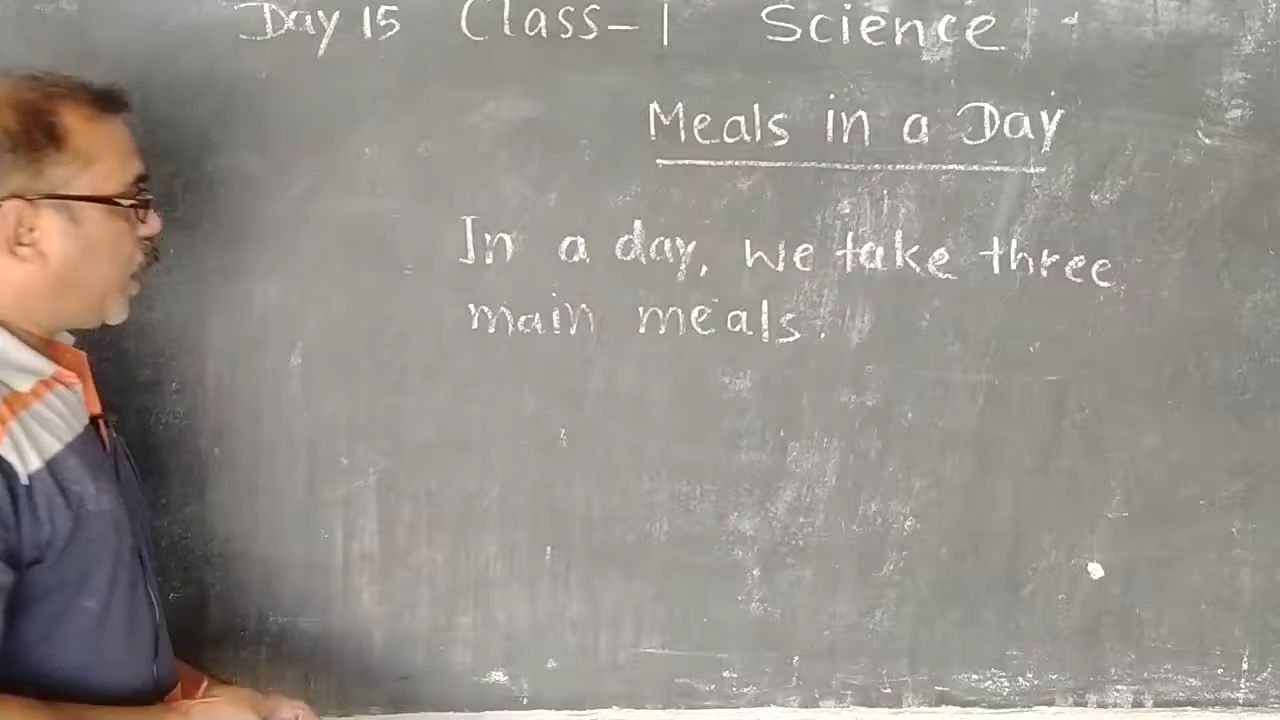 Day 15 Class-1 Science
Meals in a Day
In a day, we take three
main meals.